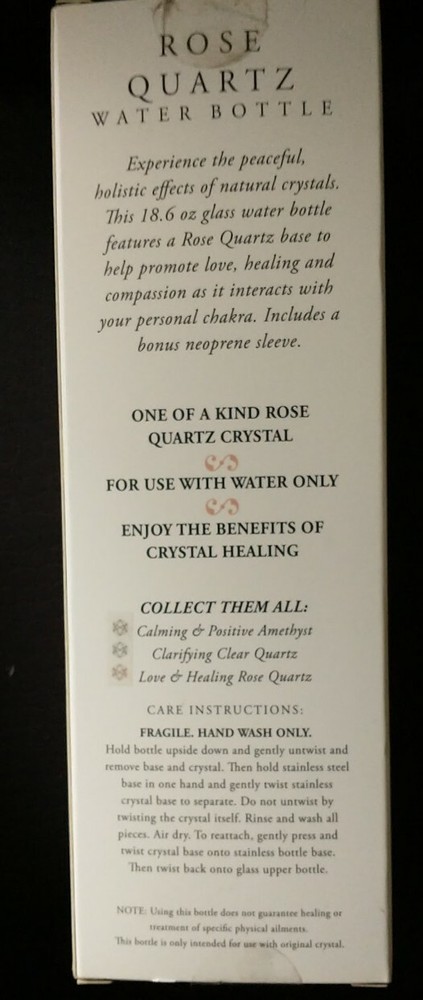 ROSE
QUARTZ
WATER BOTTLE
Experience the peaceful,
holistic effects of natural crystals.
This 18.6 oz glass water bottle
features a Rose Quartz base to
help promote love, healing and
compassion as it interacts with
your personal chakra. Includes a
bonus neoprene sleeve.
ONE OF A KIND ROSE
QUARTZ CRYSTAL
FOR USE WITH WATER ONLY
ENJOY THE BENEFITS OF
CRYSTAL HEALING
COLLECT THEM ALL:
Calming & Positive Amethyst
Clarifying Clear Quartz
Love & Healing Rose Quartz
CARE INSTRUCTIONS:
FRAGILE. HAND WASH ONLY.
Hold bottle upside down and gently untwist and
remove base and crystal. Then hold stainless steel
base in one hand and gently twist stainless
crystal base to separate. Do not untwist by
twisting the crystal itself. Rinse and wash all
pieces. Air dry. To reattach, gently press and
twist crystal base onto stainless bottle base.
Then twist back onto glass upper bottle.
NOTE: Using this bottle does not guarantee healing or
treatment of specific physical ailments.
This bottle is only intended for use with original crystal.